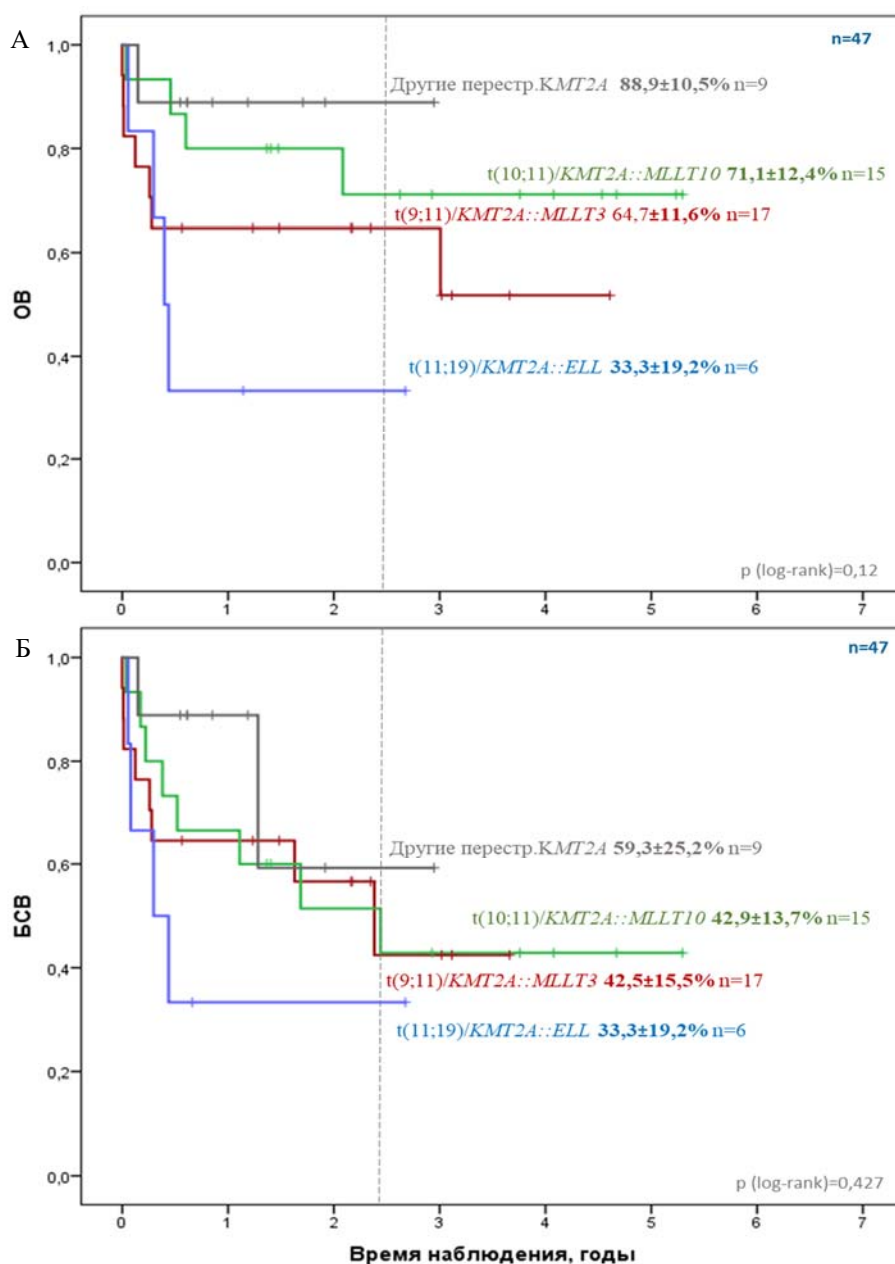 А
n=47
1,0
Другие перестр.KMT2A 88,9±10,5% n=9
0,8
t(10;11)/KMT2A::MLLT10 71,1±12,4% n=15
t(9;11)/KMT2A::MLLT3 64,7±11,6% n=17
0,6
ОВ
0,4
t(11;19)/KMT2A::ELL 33,3±19,2% n=6
0,2
0,0
p (log-rank)=0,12
0 1 2 3 4 5 6 7
Б
n=47
1,0
0,8
Другие перестр.KMT2A 59,3±25,2% n=9
0,6
БСВ
t(10;11)/KMT2A::MLLT10 42,9±13,7% n=15
0,4
t(9;11)/KMT2A::MLLT3 42,5±15,5% n=17
t(11;19)/KMT2A::ELL 33,3±19,2% n=6
0,2
0,0
p (log-rank)=0,427
0 1 2 3 4 5 6 7
Время наблюдения, годы